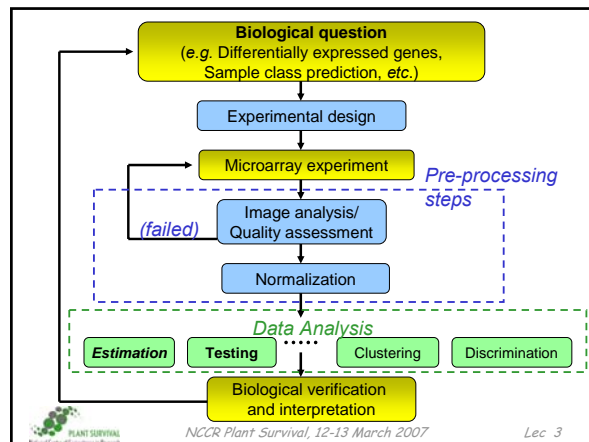 Biological question
(e.g. Differentially expressed genes,
Sample class prediction, etc.)
Experimental design
Microarray experiment
Pre-processing
steps
(failed)
Image analysis/
Quality assessment
Normalization
Data Analysis
.....
Estimation
Testing
Clustering
Discrimination
Biological verification
and interpretation
PLANT SURVIVAL
NCCR Plant Survival, 12-13 March 2007
Lec 3